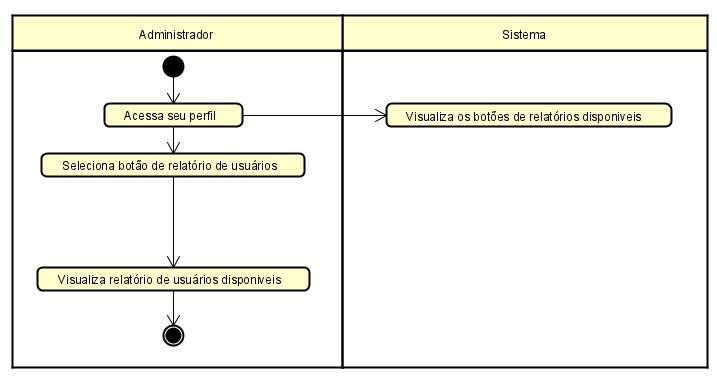 Administrador
Sistema
Acessa seu perfil
Visualiza os botões de relatórios disponiveis
Seleciona botão de relatório de usuários
Visualiza relatório de usuários disponiveis